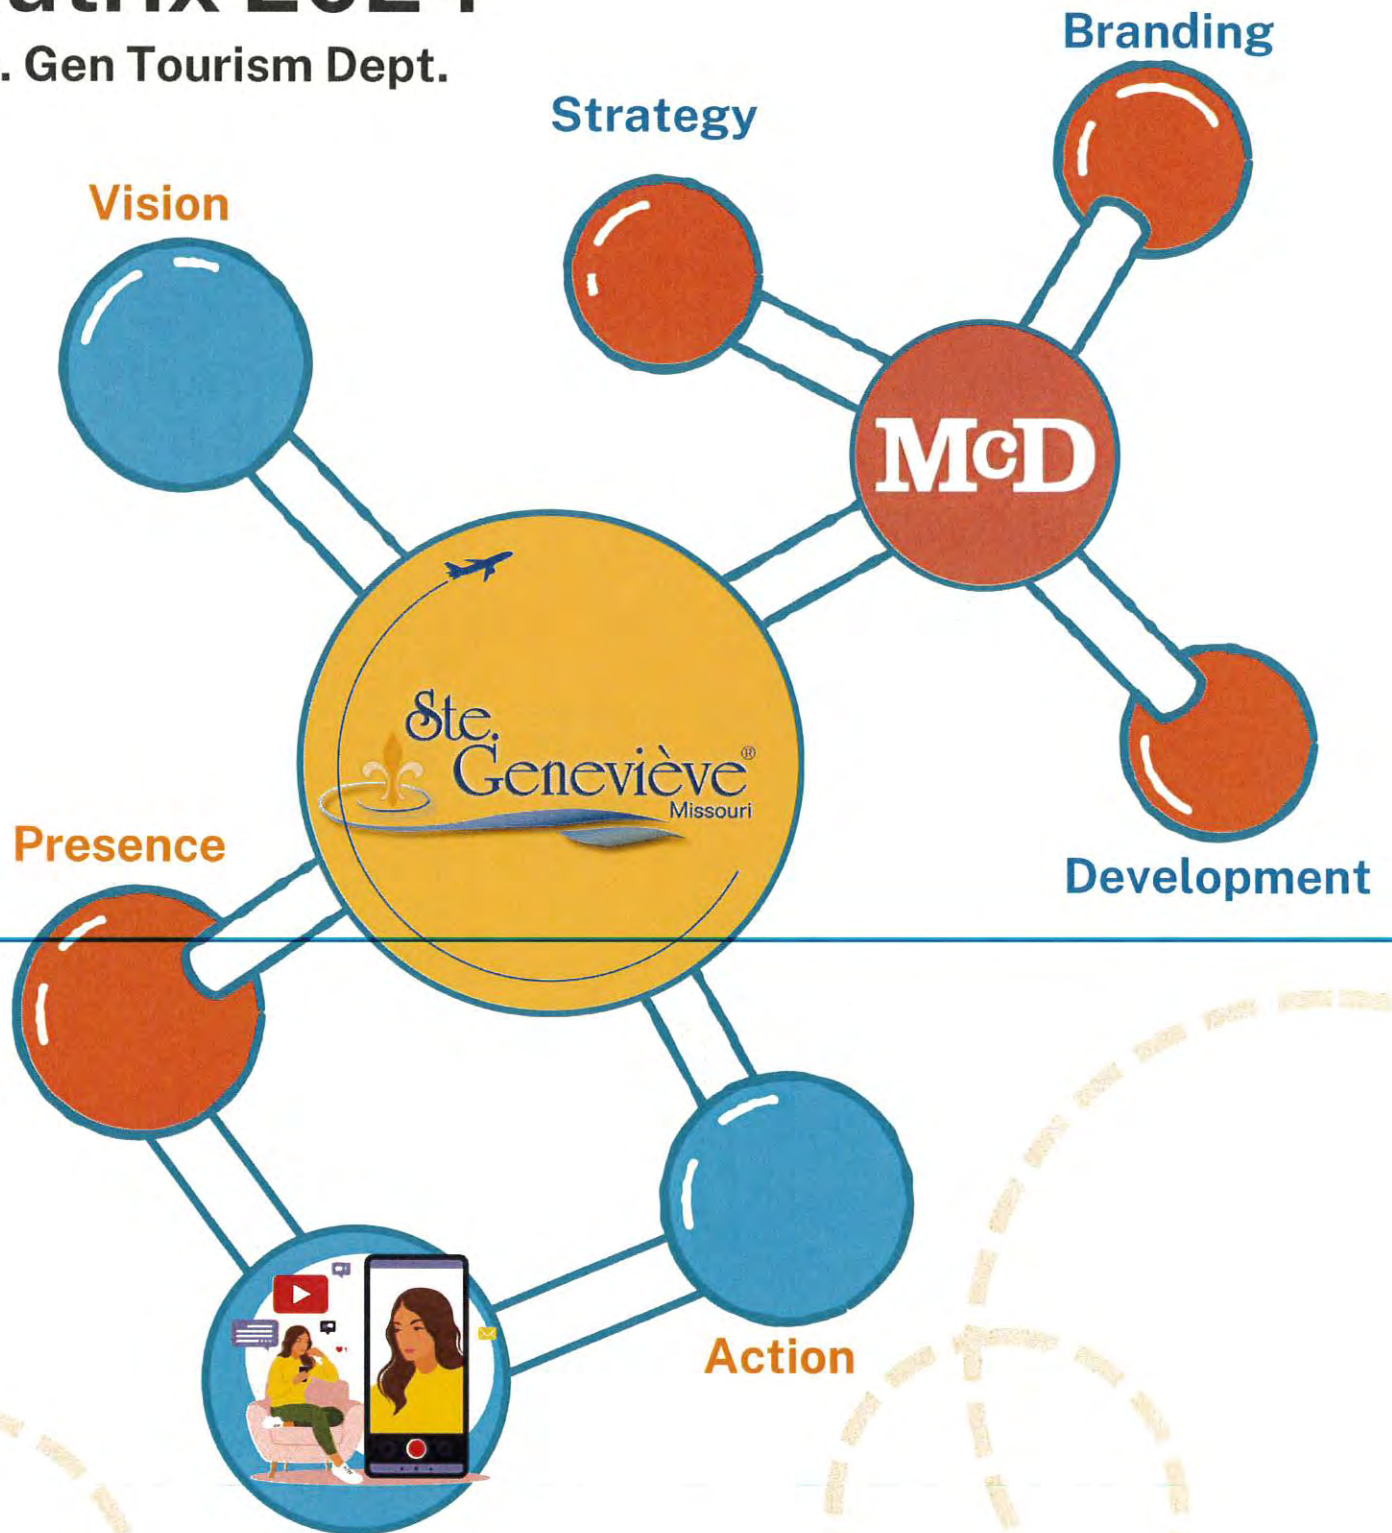 . Gen Tourism Dept.
Branding
Strategy
Vision
McD
Ste.
Geneviève®
Missouri
Presence
Development
Action